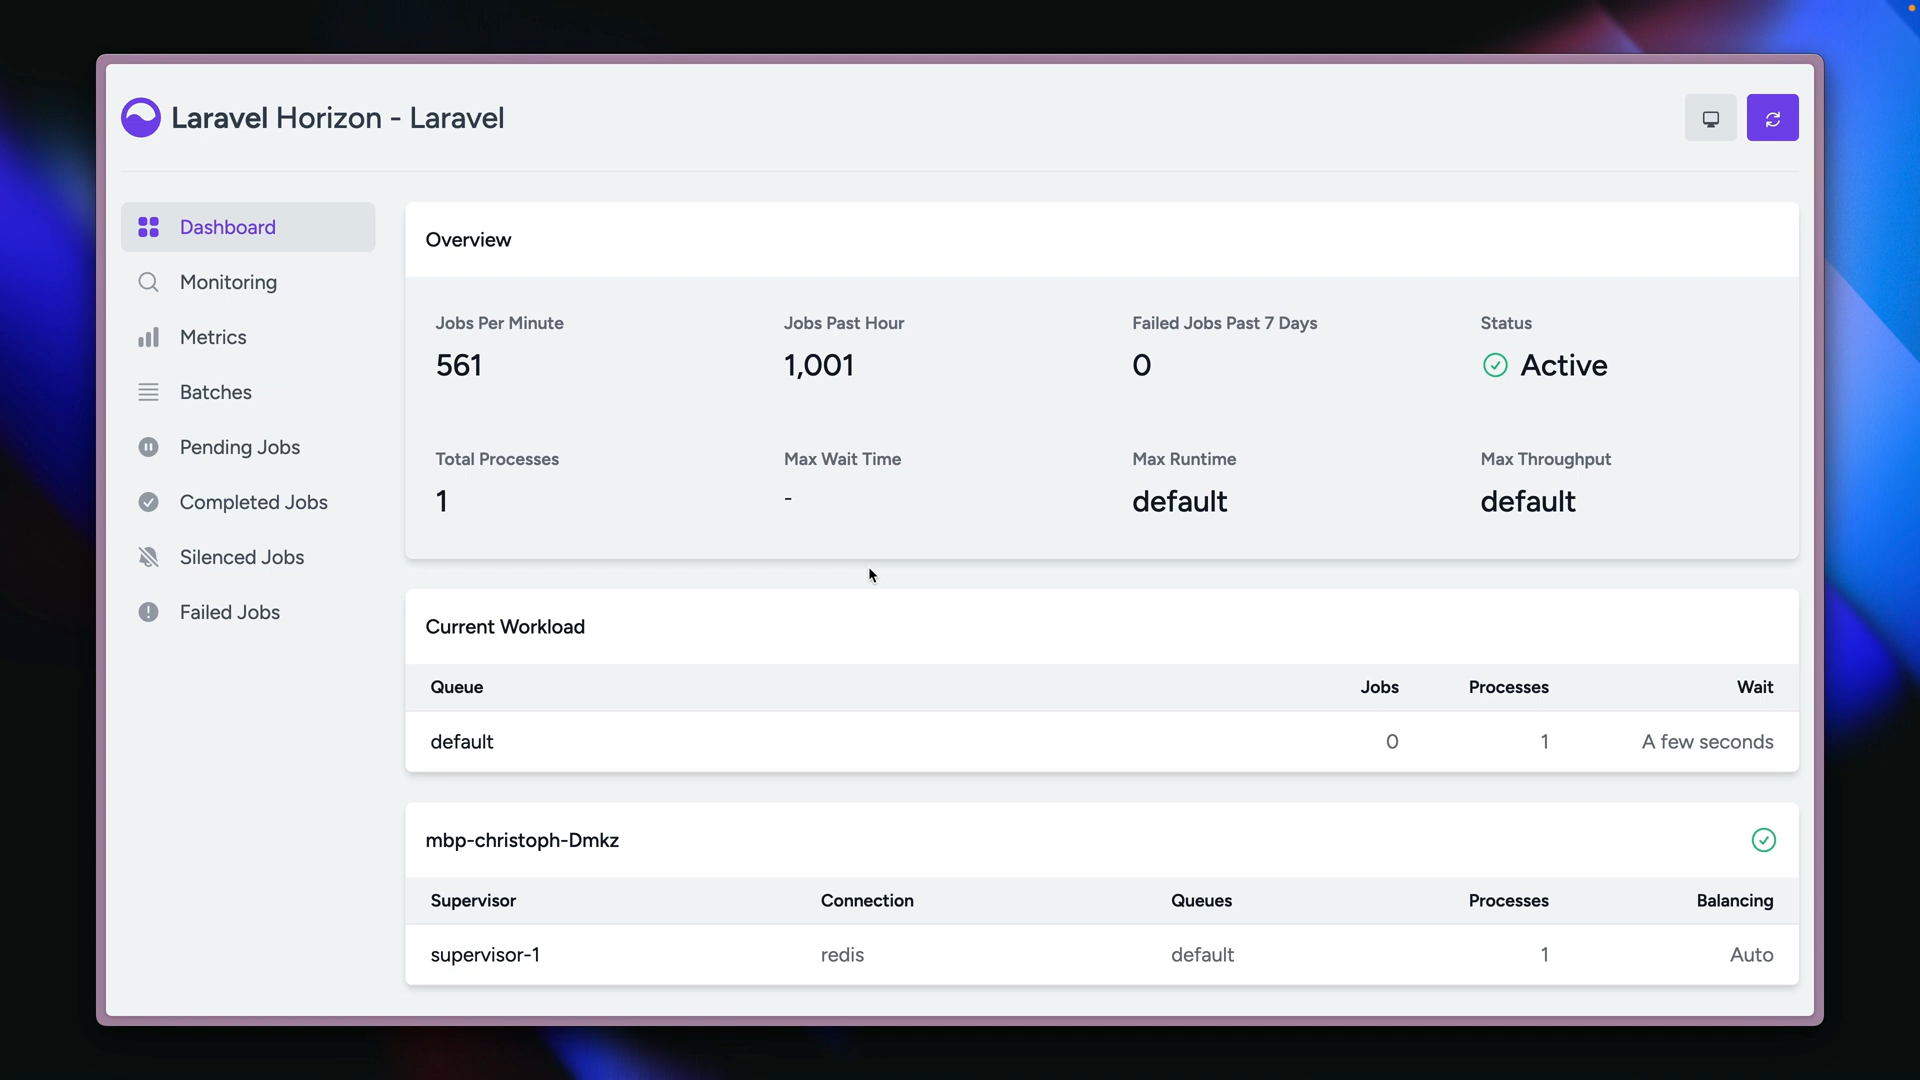 Laravel Horizon - Laravel
Dashboard
Monitoring
Metrics
Batches
Pending Jobs
Completed Jobs
Silenced Jobs
Failed Jobs
Overview
Jobs Per Minute
561
Jobs Past Hour
1,001
Failed Jobs Past 7 Days
0
Status
Active
Total Processes
1
Max Wait Time
-
Max Runtime
default
Max Throughput
default
Current Workload
Queue Jobs Processes Wait
default 0 1 A few seconds
mbp-christoph-Dmkz
Supervisor Connection Queues Processes Balancing
supervisor-1 redis default 1 Auto